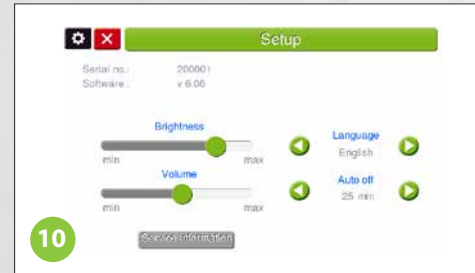 Setup
Serial no.: 200901
Software : v 6.06
Brightness
min max
Language
English
Volume
min max
Auto off
25 min
Service information
10